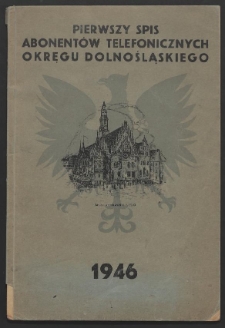 PIERWSZY SPIS
ABONENTÓW TELEFONICZNYCH
OKRĘGU DOLNOŚLĄSKIEGO
1946